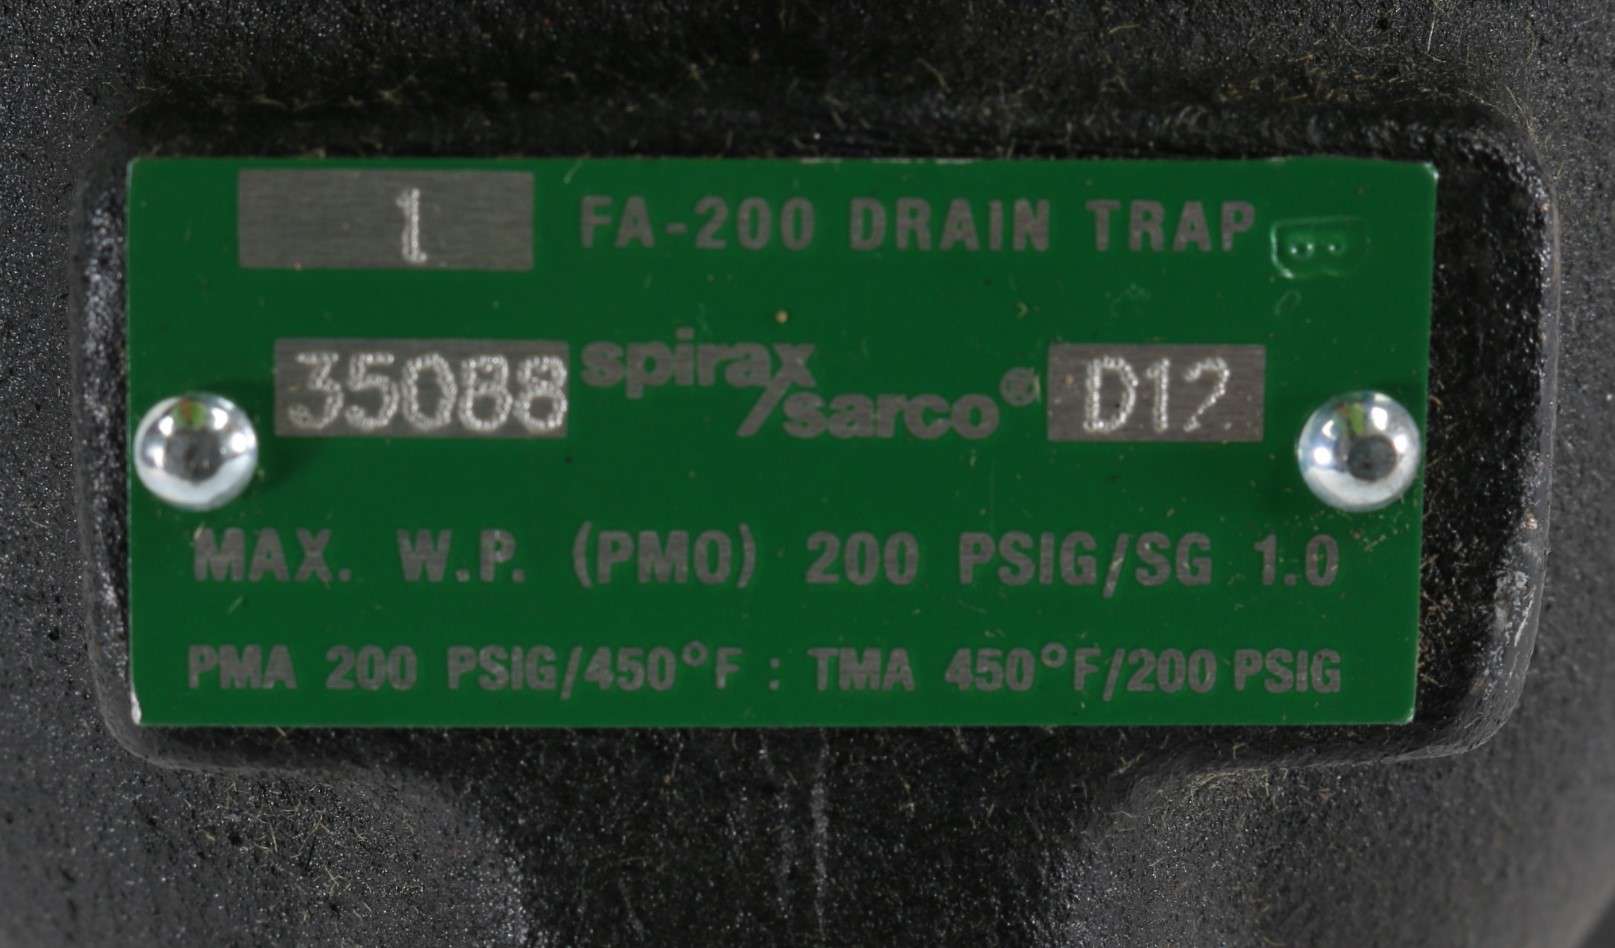 1 FA-200 DRAIN TRAP
35088 spirax/sarco® D12
MAX. W.P. (PMO) 200 PSIG/SG 1.0
PMA 200 PSIG/450°F : TMA 450°F/200 PSIG